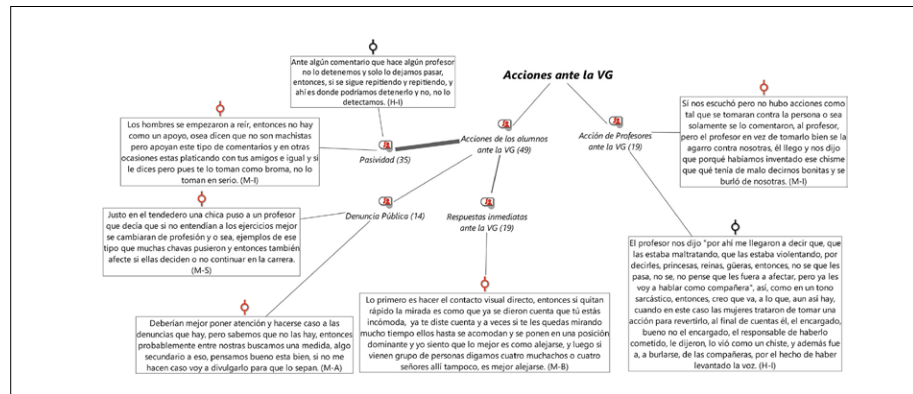 Acciones ante la VG
Ante algún comentario que hace algún profesor
no lo detenemos y solo lo dejamos pasar,
entonces, si se sigue repitiendo y repitiendo, y
ahí es donde podríamos detenerlo y no, no lo
detectamos. (H-I)
Los hombres se empezaron a reír, entonces no hay
como un apoyo, osea dicen que no son machistas
pero apoyan este tipo de comentarios y en otras
ocasiones estas platicando con tus amigos e igual y si
le dices pero pues te lo toman como broma, no lo
toman en serio. (M-I)
Pasividad (35)
Acciones de los alumnos
ante la VG (49)
Acción de Profesores
ante la VG (19)
Si nos escuchó pero no hubo acciones como
tal que se tomaran contra la persona o sea
solamente se lo comentaron, al profesor,
pero el profesor en vez de tomarlo bien se la
agarro contra nosotras, él llego y nos dijo
que porqué habíamos inventado ese chisme
que qué tenía de malo decirnos bonitas y se
burló de nosotras. (M-I)
Justo en el tendedero una chica puso a un profesor
que decía que si no entendían a los ejercicios mejor
se cambiaran de profesión y o sea, ejemplos de ese
tipo que muchas chavas pusieron y entonces también
afecte si ellas deciden o no continuar en la carrera.
(M-S)
Denuncia Pública (14)
Respuestas inmediatas
ante la VG (19)
Deberían mejor poner atención y hacerse caso a las
denuncias que hay, pero sabemos que no las hay, entonces
probablemente entre nostras buscamos una medida, algo
secundario a eso, pensamos bueno esta bien, si no me
hacen caso voy a divulgarlo para que lo sepan. (M-A)
Lo primero es hacer el contacto visual directo, entonces si quitan
rápido la mirada es como que ya se dieron cuenta que tú estás
incómoda, ya te diste cuenta y a veces si te les quedas mirando
mucho tiempo ellos hasta se acomodan y se ponen en una posición
dominante y yo siento que lo mejor es como alejarse, y luego si
vienen grupo de personas digamos cuatro muchachos o cuatro
señores allí tampoco, es mejor alejarse. (M-B)
El profesor nos dijo "por ahí me llegaron a decir que, que
las estaba maltratando, que las estaba violentando, por
decirles, princesas, reinas, güeras, entonces, no se que les
pasa, no se, no pense que les fuera a afectar, pero ya les
voy a hablar como compañera", así, como en un tono
sarcástico, entonces, creo que va, a lo que, aun asi hay,
cuando en este caso las mujeres trataron de tomar una
acción para revertirlo, al final de cuentas él, el encargado,
bueno no el encargado, el responsable de haberlo
cometido, le dijeron, lo vió como un chiste, y además fue
a, a burlarse, de las compañeras, por el hecho de haber
levantado la voz. (H-I)